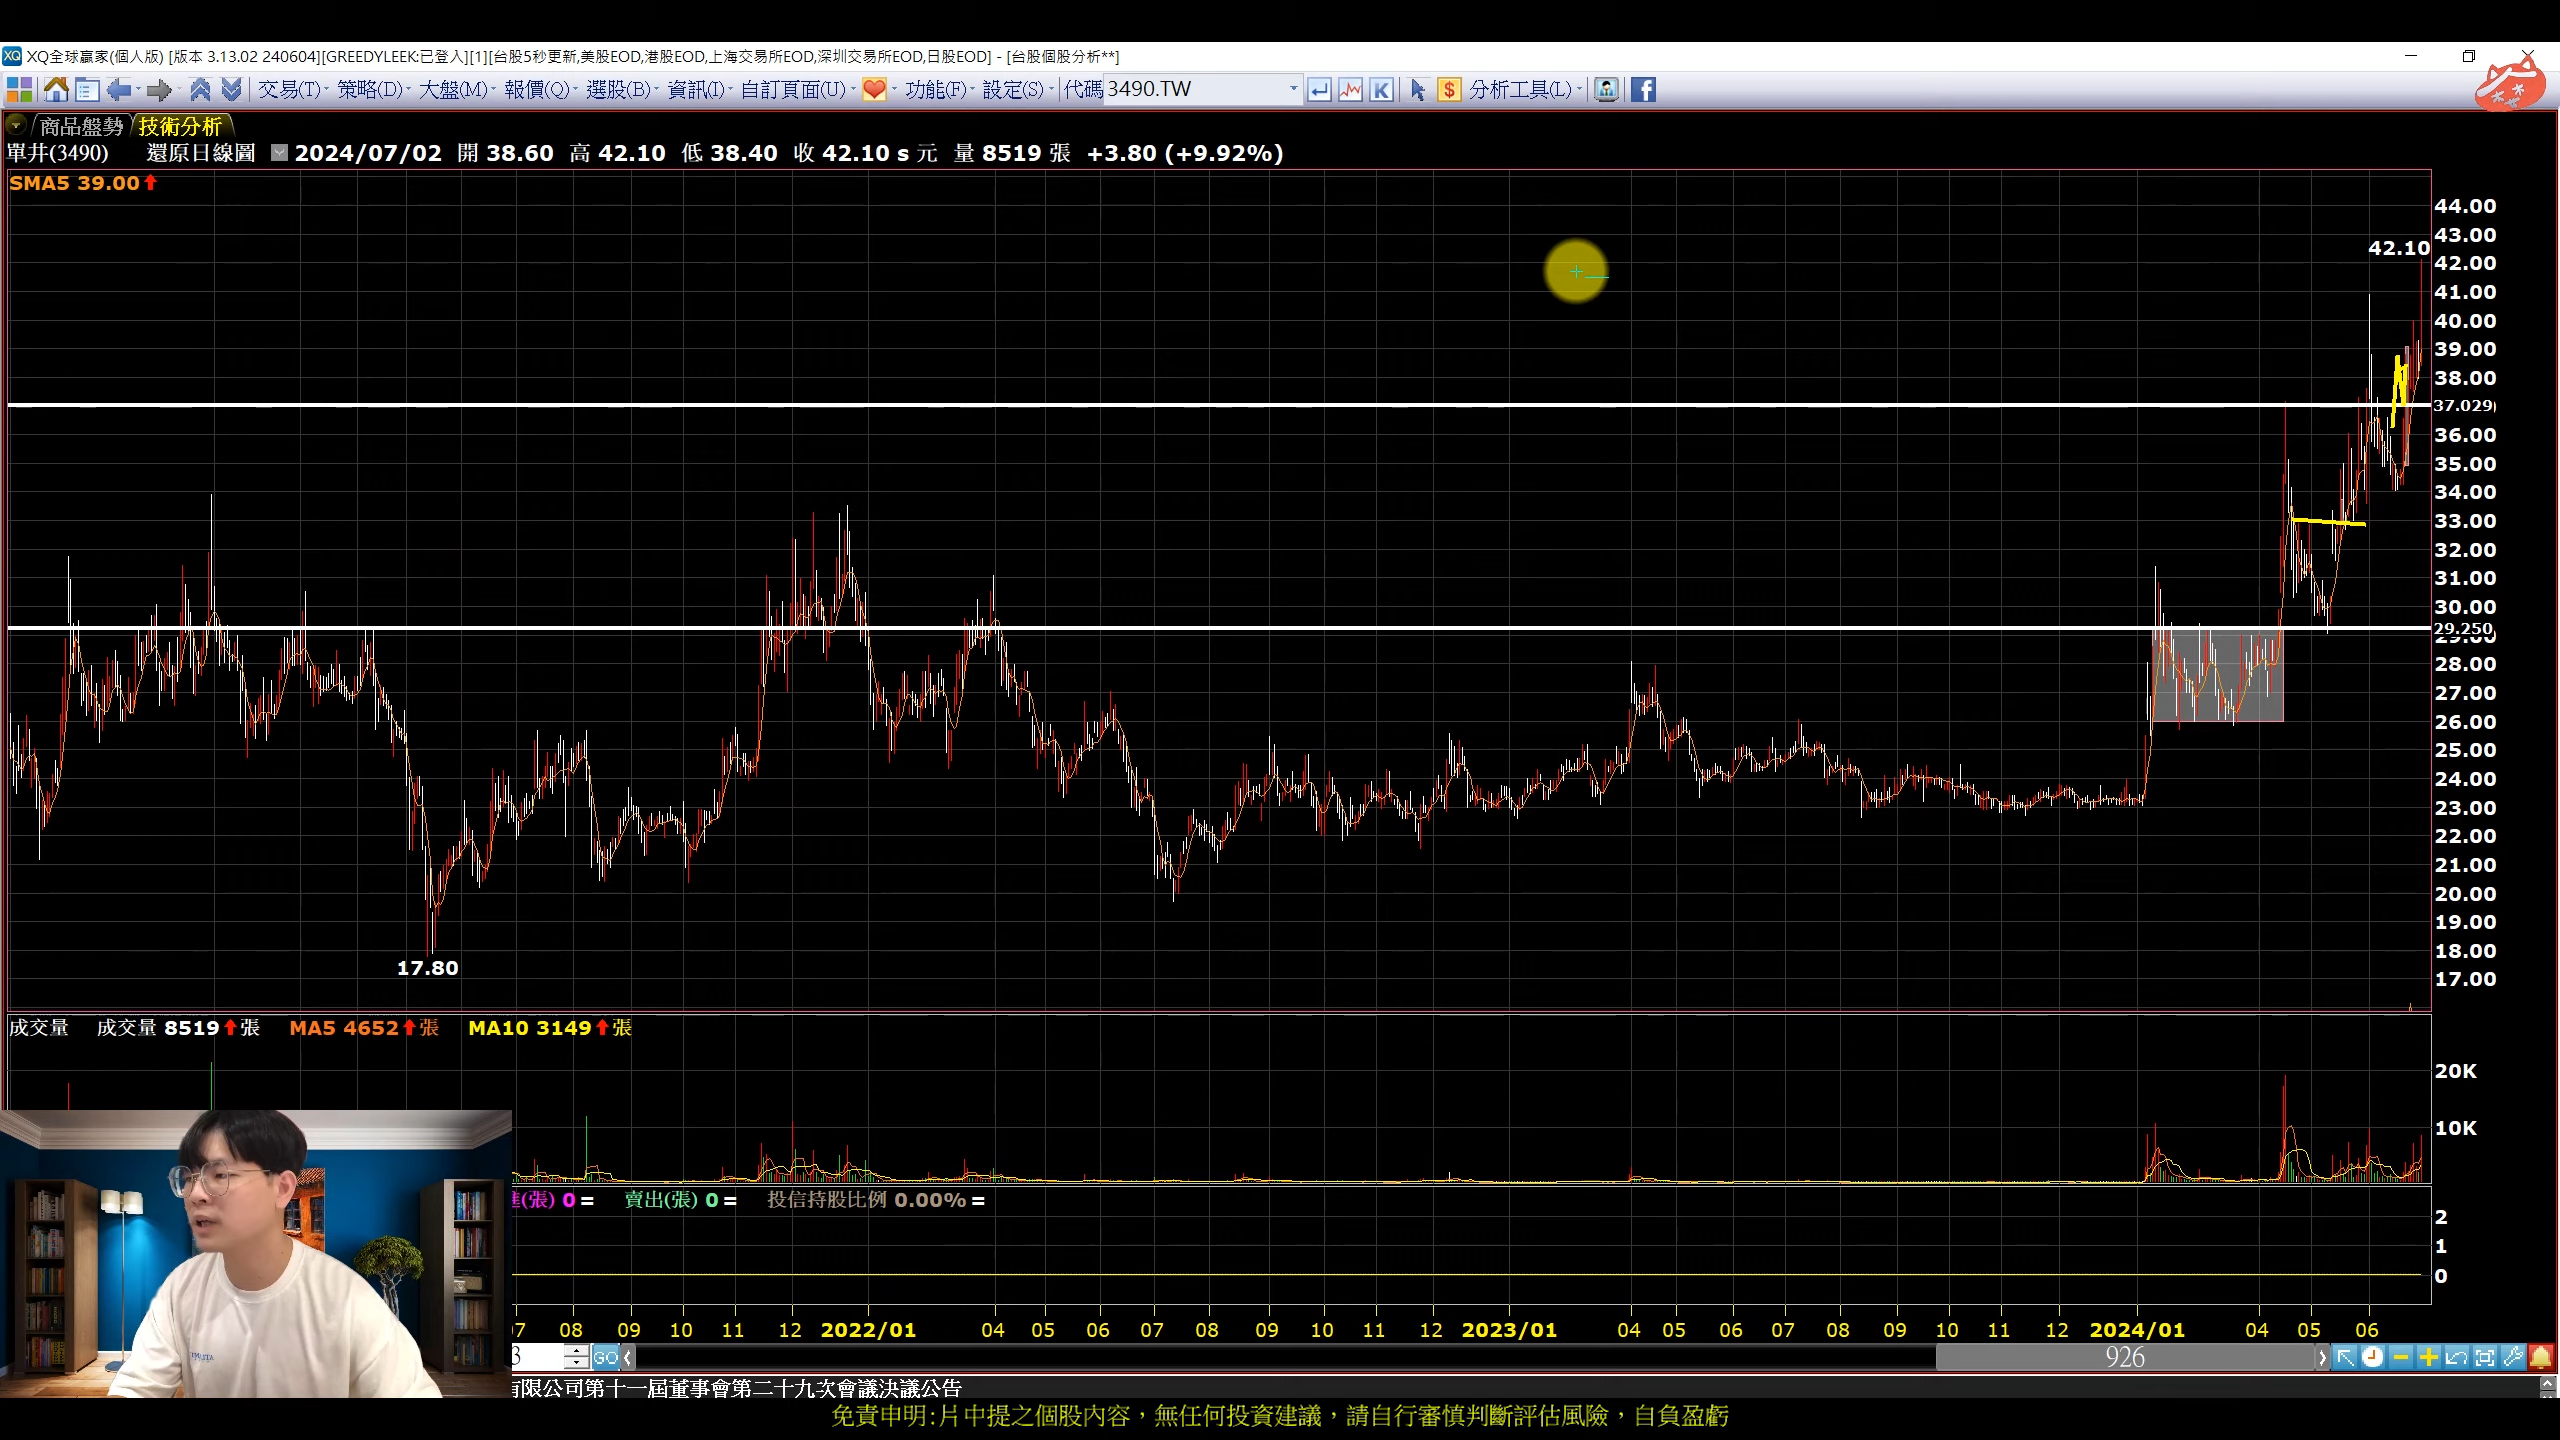 XQ全球贏家(個人版) [版本 3.13.02 240604][GREEDYLEEK:已登入][1][台股5秒更新,美股EOD,港股EOD,上海交易所EOD,深圳交易所EOD,日股EOD] - [台股個股分析**]
交易(T) 策略(D) 大盤(M) 報價(Q) 選股(B) 資訊(I) 自訂頁面(U) 功能(F) 設定(S) 代碼 3490.TW K $ 分析工具(L)
商品盤勢 技術分析
單井(3490) 還原日線圖 2024/07/02 開 38.60 高 42.10 低 38.40 收 42.10 s 元 量 8519 張 +3.80 (+9.92%)
SMA5 39.00
44.00
43.00
42.10
42.00
41.00
40.00
39.00
38.00
37.029
36.00
35.00
34.00
33.00
32.00
31.00
30.00
29.250
29.00
28.00
27.00
26.00
25.00
24.00
23.00
22.00
21.00
20.00
19.00
18.00
17.80
17.00
成交量 成交量 8519 張 MA5 4652 張 MA10 3149 張
20K
10K
(張) 0 = 賣出(張) 0 = 投信持股比例 0.00% =
2
1
0
08 09 10 11 12 2022/01 04 05 06 07 08 09 10 11 12 2023/01 04 05 06 07 08 09 10 11 12 2024/01 04 05 06
3 GO 926
有限公司第十一屆董事會第二十九次會議決議公告
免責申明:片中提之個股內容，無任何投資建議，請自行審慎判斷評估風險，自負盈虧